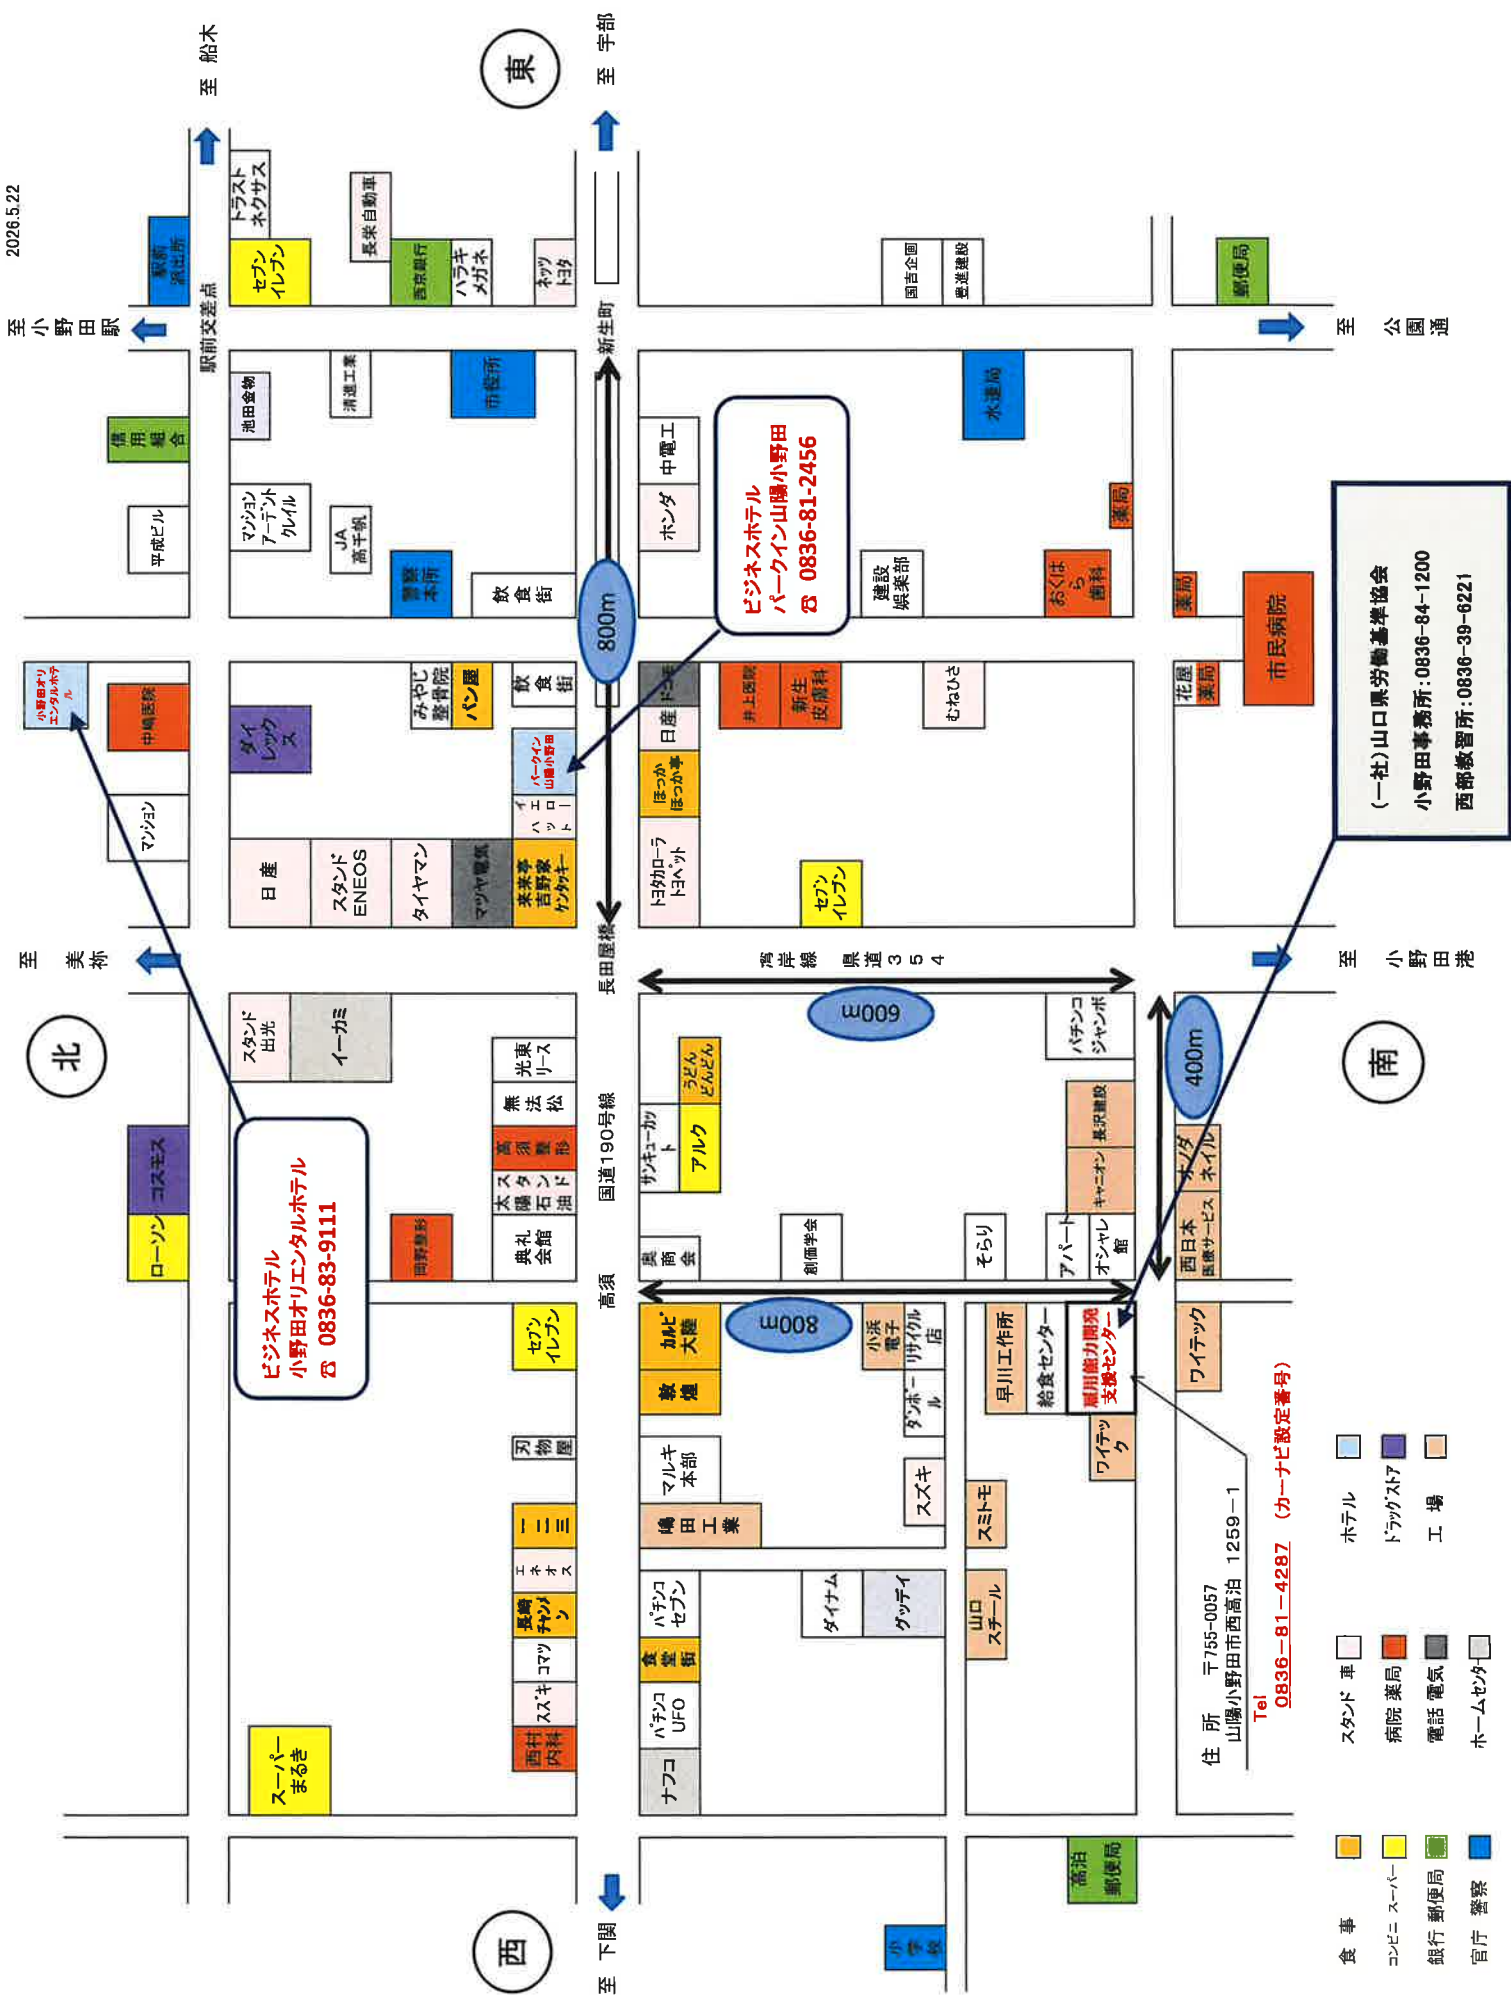 2026.5.22
北
東
南
西
至 船木
至 宇部
至 小野田駅
至 美祢
至 公園通
至 小野田港
至 下関
駅前交差点
新生町
長田屋橋
国道190号線
高須
湾岸線 県道354
800m
600m
400m
800m
駅前
派出所
トラスト
ネクサス
セブン
イレブン
長栄自動車
西京銀行
ハラキ
メガネ
ネッツ
トヨタ
国吉企画
豊進建設
郵便局
信用
組合
池田金物
清進工業
市役所
中電工
水道局
平成ビル
マンション
アーデント
クレイル
JA
高千帆
警察
本所
飲食街
ホンダ
建設
娯楽部
薬局
おくは
ら
歯科
薬局
市民病院
小野田オリ
エンタルホテ
ル
中嶋医院
マンション
ダイ
レックス
みやじ
整骨院
パン屋
飲食街
パークイン
山陽小野田
イエロー
ハット
日産
スタンド
ENEOS
タイヤマン
マツヤ電気
来来亭
吉野家
ケンタッキー
ドコモ
日産
ほっか
ほっか亭
トヨタカローラ
トヨペット
井上医院
新生
皮膚科
セブン
イレブン
むねひさ
花屋
薬局
ビジネスホテル
パークイン山陽小野田
☎ 0836-81-2456
(一社)山口県労働基準協会
小野田事務所:0836-84-1200
西部教習所:0836-39-6221
スタンド
出光
イーカミ
光東
リース
無法松
高須
整形
太陽石油
スタンド
典礼
会館
岡野整形
コスモス
ローソン
ビジネスホテル
小野田オリエンタルホテル
☎ 0836-83-9111
うどん
どんどん
サンキューカッ
ト
アルク
奥商会
創価学会
そらり
パチンコ
ジャンボ
長沢建設
キャニオン
アパート
オシャレ
館
ホンダ
ネイル
西日本
医療サービス
セブン
イレブン
刃物屋
一二三
エネオス
長崎
チャンメ
ン
コマツ
スズキ
西村
内科
スーパー
まるき
カルビ
大陸
敦煌
マルキ
本部
嶋田工業
小浜
電子
リサイクル
店
ダンボー
ル
スズキ
早川工作所
給食センター
雇用能力開発
支援センター
ワイテック
ワイテッ
ク
スミトモ
山口
スチール
パチンコ
セブン
食堂街
パチンコ
UFO
ナフコ
ダイナム
グッデイ
高泊
郵便局
小学校
住 所 〒755-0057
山陽小野田市西高泊 1259-1
Tel
0836-81-4287 (カーナビ設定番号)
食 事
コンビニ スーパー
銀行 郵便局
官庁 警察
スタンド 車
病院 薬局
電話 電気
ホームセンタ
ホテル
ドラッグストア
工 場